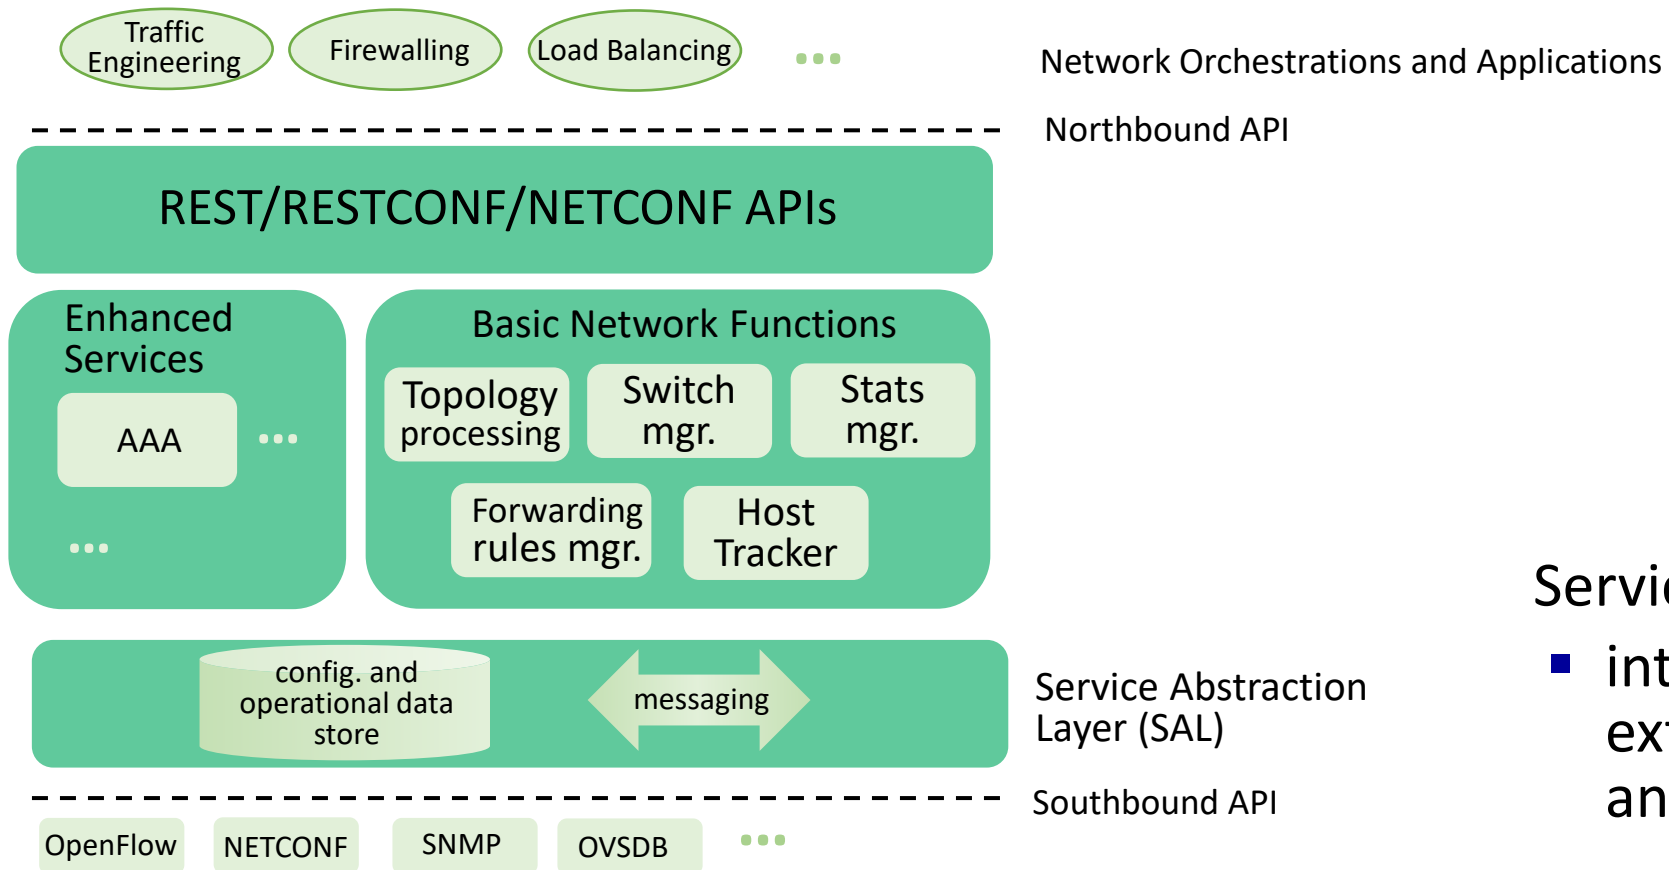 Traffic
Engineering
Firewalling
Load Balancing
Network Orchestrations and Applications
Northbound API
REST/RESTCONF/NETCONF APIs
Enhanced
Services
AAA
Basic Network Functions
Topology
processing
Switch
mgr.
Stats
mgr.
Forwarding
rules mgr.
Host
Tracker
config. and
operational data
store
messaging
Service Abstraction
Layer (SAL)
Southbound API
OpenFlow
NETCONF
SNMP
OVSDB